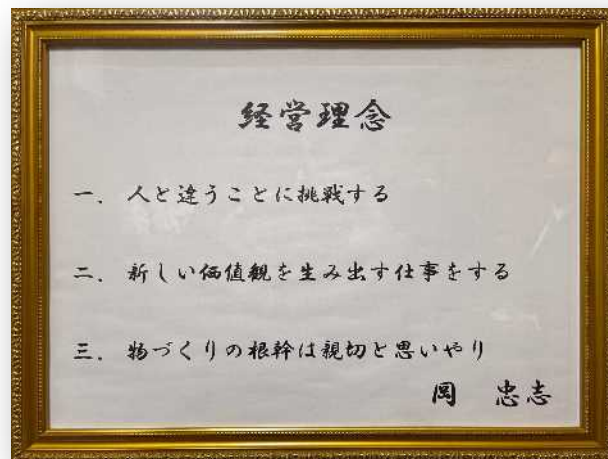 経営理念
一. 人と違うことに挑戦する
二. 新しい価値観を生み出す仕事をする
三. 物づくりの根幹は親切と思いやり
岡 忠志